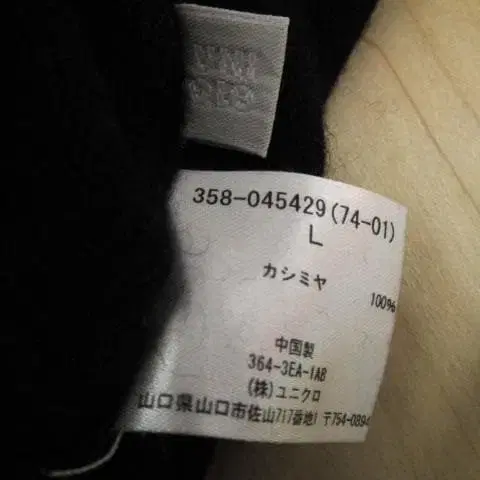 358-045429(74-01)
L
カシミヤ
100%
中国製
364-3EA-1AB
(株)ユニクロ
山口県山口市佐山717番地1 〒754-0894